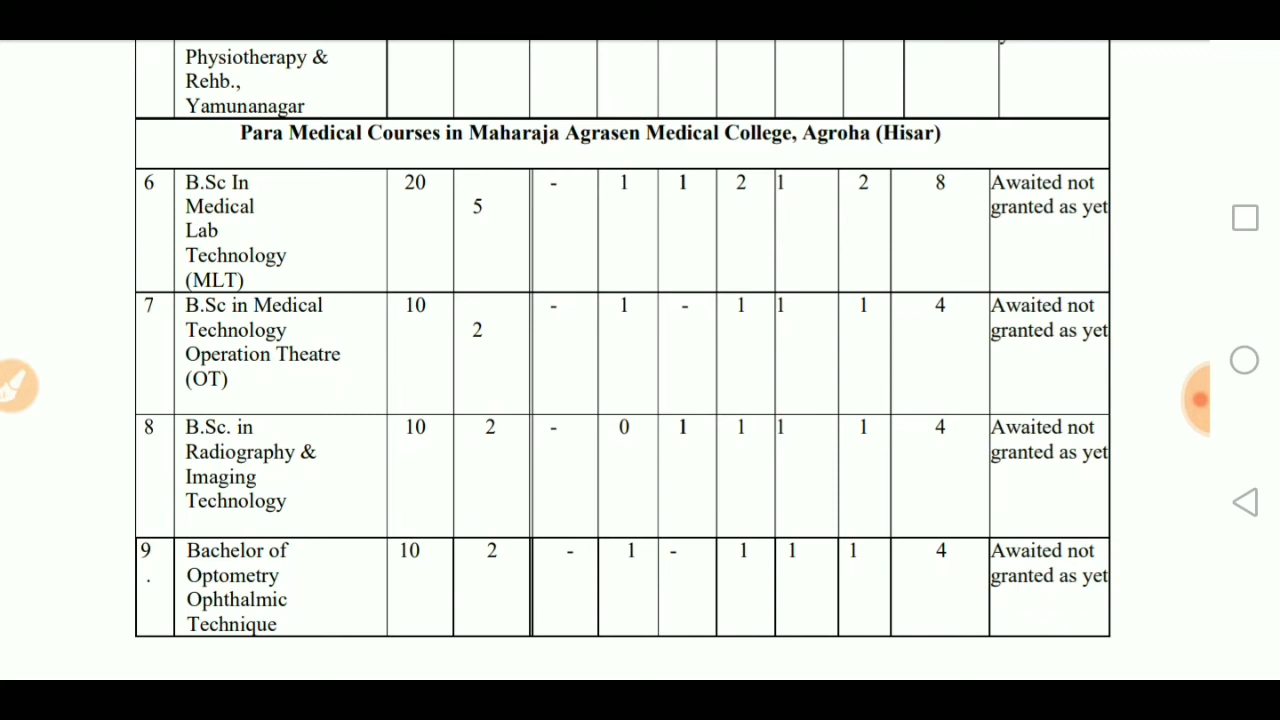 Physiotherapy &
Rehb.,
Yamunanagar
Para Medical Courses in Maharaja Agrasen Medical College, Agroha (Hisar)
6 B.Sc In 20 - 1 1 2 1 2 8 Awaited not
Medical 5 granted as yet
Lab
Technology
(MLT)
7 B.Sc in Medical 10 - 1 - 1 1 1 4 Awaited not
Technology 2 granted as yet
Operation Theatre
(OT)
8 B.Sc. in 10 2 - 0 1 1 1 1 4 Awaited not
Radiography & granted as yet
Imaging
Technology
9 Bachelor of 10 2 - 1 - 1 1 1 4 Awaited not
. Optometry granted as yet
Ophthalmic
Technique